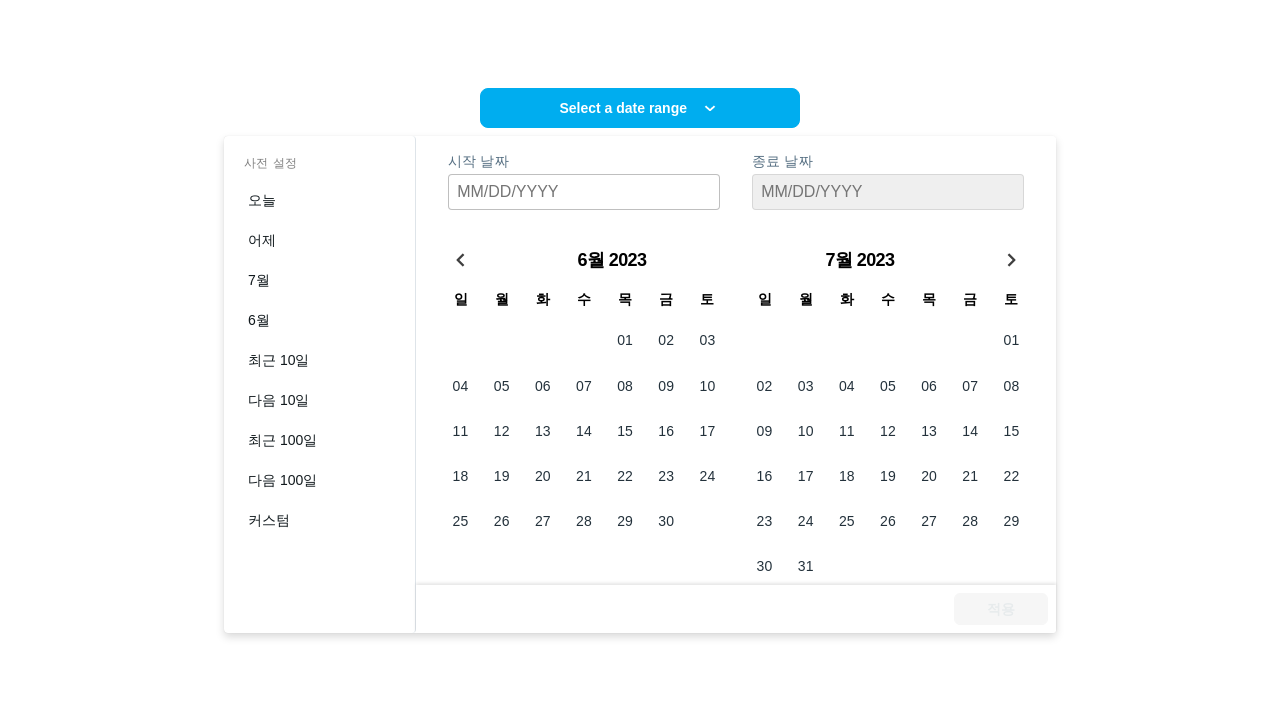 Select a date range
사전 설정
오늘
어제
7월
6월
최근 10일
다음 10일
최근 100일
다음 100일
커스텀
시작 날짜
종료 날짜
MM/DD/YYYY
MM/DD/YYYY
6월 2023
일 월 화 수 목 금 토
01 02 03
04 05 06 07 08 09 10
11 12 13 14 15 16 17
18 19 20 21 22 23 24
25 26 27 28 29 30
7월 2023
일 월 화 수 목 금 토
01
02 03 04 05 06 07 08
09 10 11 12 13 14 15
16 17 18 19 20 21 22
23 24 25 26 27 28 29
30 31
적용